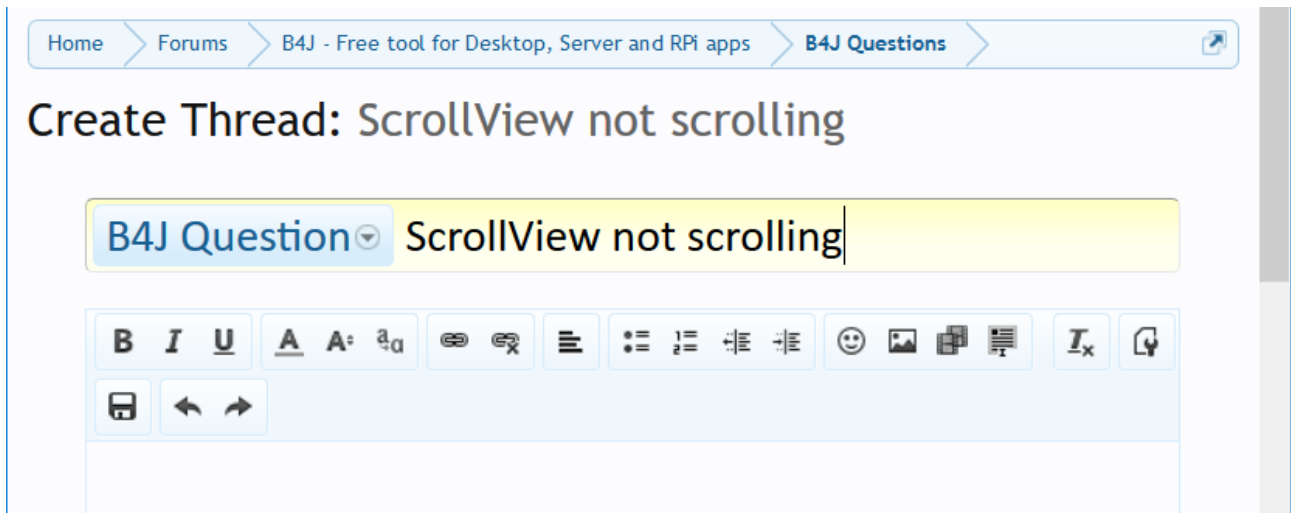 Home Forums B4J - Free tool for Desktop, Server and RPi apps B4J Questions
Create Thread: ScrollView not scrolling
B4J Question ScrollView not scrolling